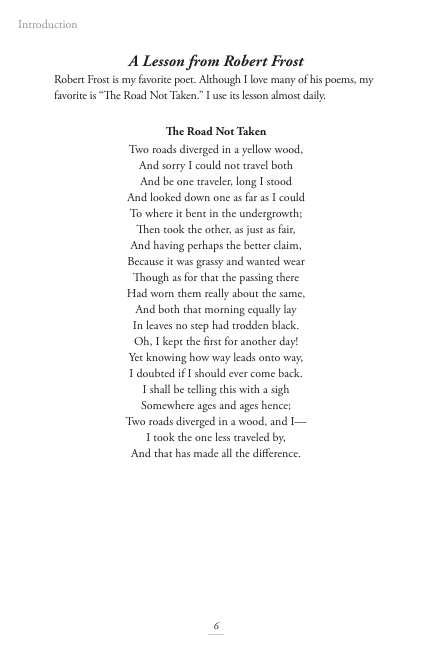 Introduction
A Lesson from Robert Frost
Robert Frost is my favorite poet. Although I love many of his poems, my
favorite is “The Road Not Taken.” I use its lesson almost daily.
The Road Not Taken
Two roads diverged in a yellow wood,
And sorry I could not travel both
And be one traveler, long I stood
And looked down one as far as I could
To where it bent in the undergrowth;
Then took the other, as just as fair,
And having perhaps the better claim,
Because it was grassy and wanted wear
Though as for that the passing there
Had worn them really about the same,
And both that morning equally lay
In leaves no step had trodden black.
Oh, I kept the first for another day!
Yet knowing how way leads onto way,
I doubted if I should ever come back.
I shall be telling this with a sigh
Somewhere ages and ages hence;
Two roads diverged in a wood, and I—
I took the one less traveled by,
And that has made all the difference.
6